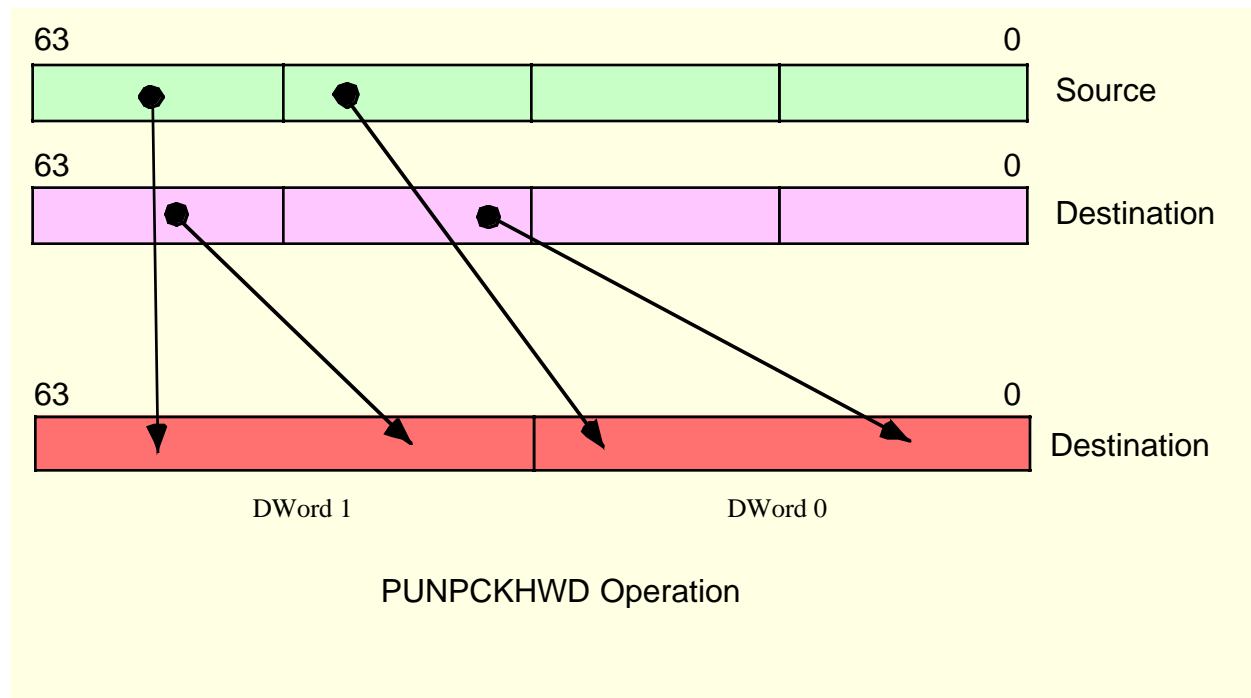 63 0
Source
63 0
Destination
63 0
Destination
DWord 1 DWord 0
PUNPCKHWD Operation